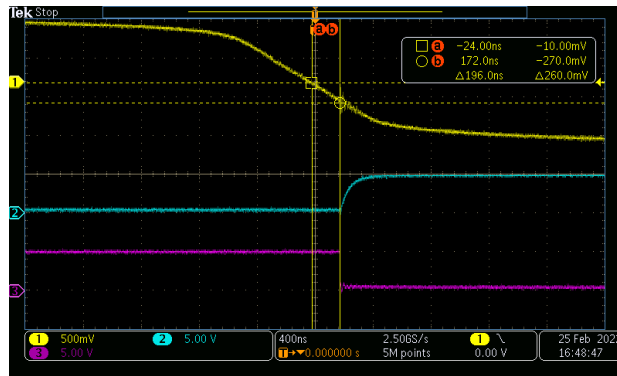 Tek Stop
T
a b
a -24.00ns -10.00mV
b 172.0ns -270.0mV
Δ196.0ns Δ260.0mV
1
2
3
1 500mV 2 5.00 V
3 5.00 V
400ns 2.50GS/s 1 0.00 V
T→▼0.000000 s 5M points
25 Feb 202
16:48:47